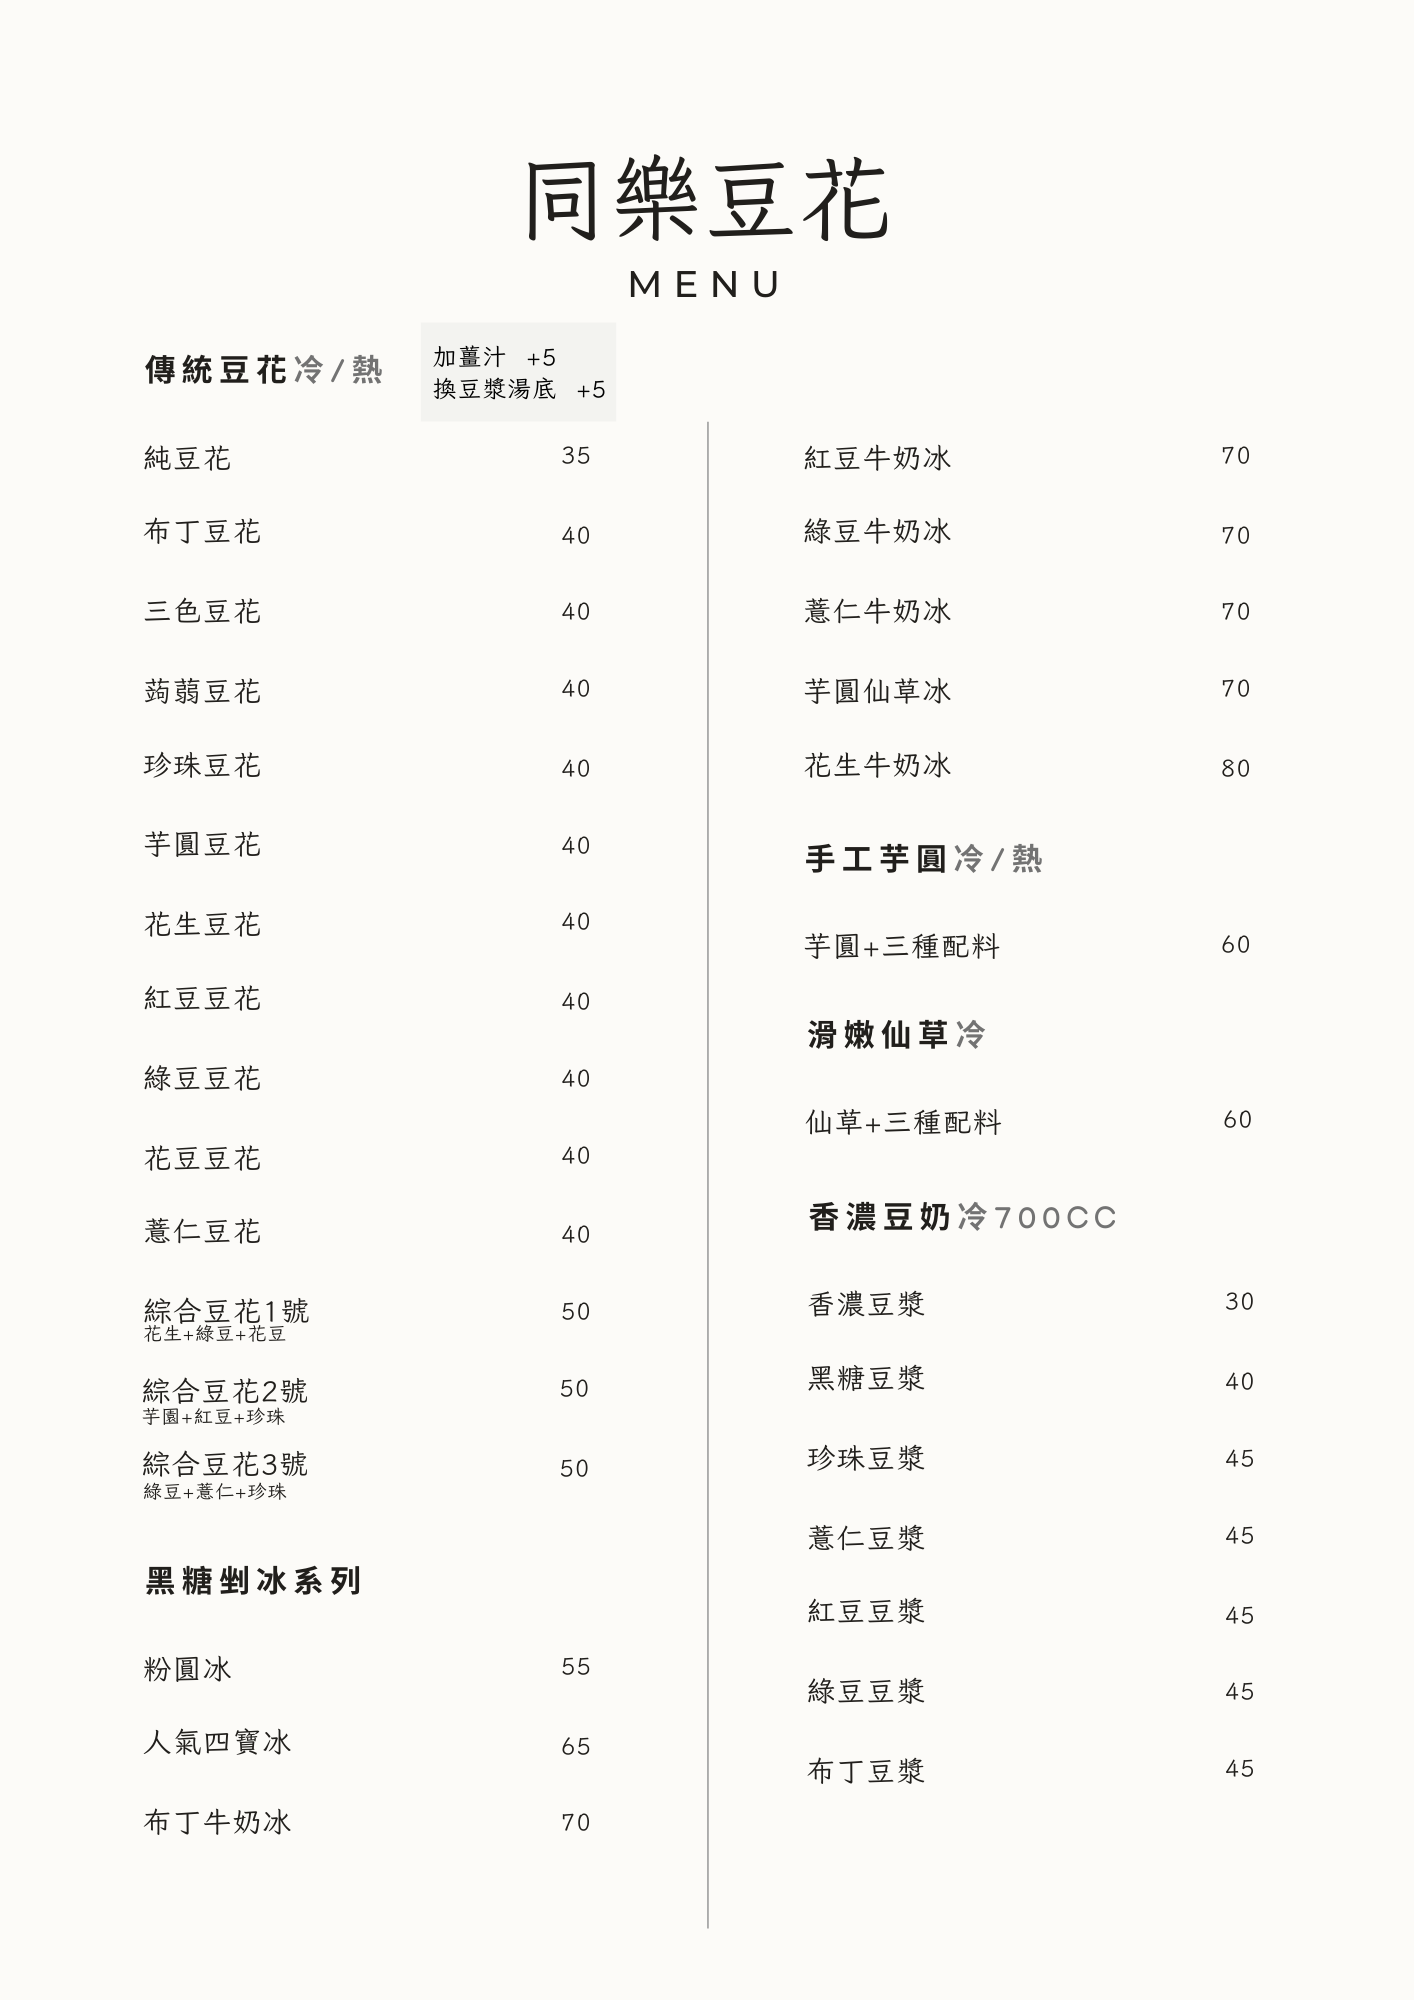 同樂豆花
MENU
傳統豆花冷/熱
加薑汁 +5
換豆漿湯底 +5
純豆花 35
布丁豆花 40
三色豆花 40
蒟蒻豆花 40
珍珠豆花 40
芋圓豆花 40
花生豆花 40
紅豆豆花 40
綠豆豆花 40
花豆豆花 40
薏仁豆花 40
綜合豆花1號 50
花生+綠豆+花豆
綜合豆花2號 50
芋園+紅豆+珍珠
綜合豆花3號 50
綠豆+薏仁+珍珠
黑糖剉冰系列
粉圓冰 55
人氣四寶冰 65
布丁牛奶冰 70
紅豆牛奶冰 70
綠豆牛奶冰 70
薏仁牛奶冰 70
芋圓仙草冰 70
花生牛奶冰 80
手工芋圓冷/熱
芋圓+三種配料 60
滑嫩仙草冷
仙草+三種配料 60
香濃豆奶冷700CC
香濃豆漿 30
黑糖豆漿 40
珍珠豆漿 45
薏仁豆漿 45
紅豆豆漿 45
綠豆豆漿 45
布丁豆漿 45